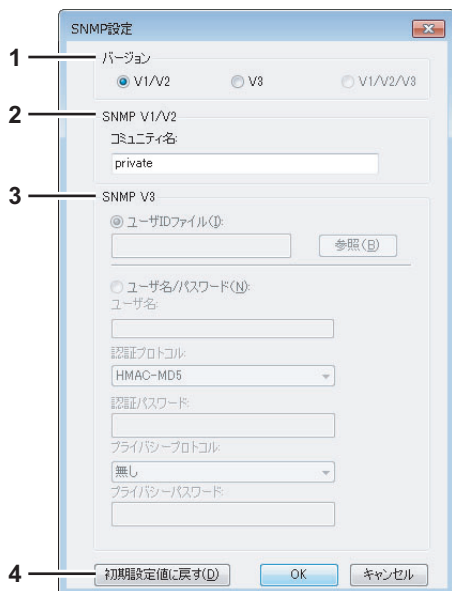 SNMP設定
1
バージョン
V1/V2 V3 V1/V2/V3
2
SNMP V1/V2
コミュニティ名:
private
3
SNMP V3
ユーザIDファイル(I):
参照(B)
ユーザ名/パスワード(N):
ユーザ名:
認証プロトコル:
HMAC-MD5
認証パスワード:
プライバシープロトコル:
無し
プライバシーパスワード:
4
初期設定値に戻す(D) OK キャンセル